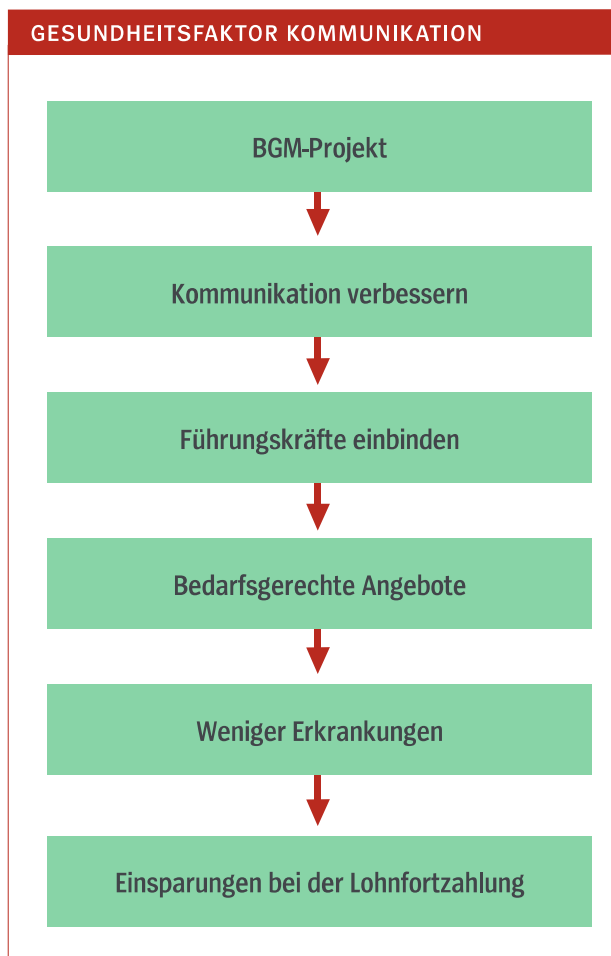 GESUNDHEITSFAKTOR KOMMUNIKATION
BGM-Projekt
Kommunikation verbessern
Führungskräfte einbinden
Bedarfsgerechte Angebote
Weniger Erkrankungen
Einsparungen bei der Lohnfortzahlung